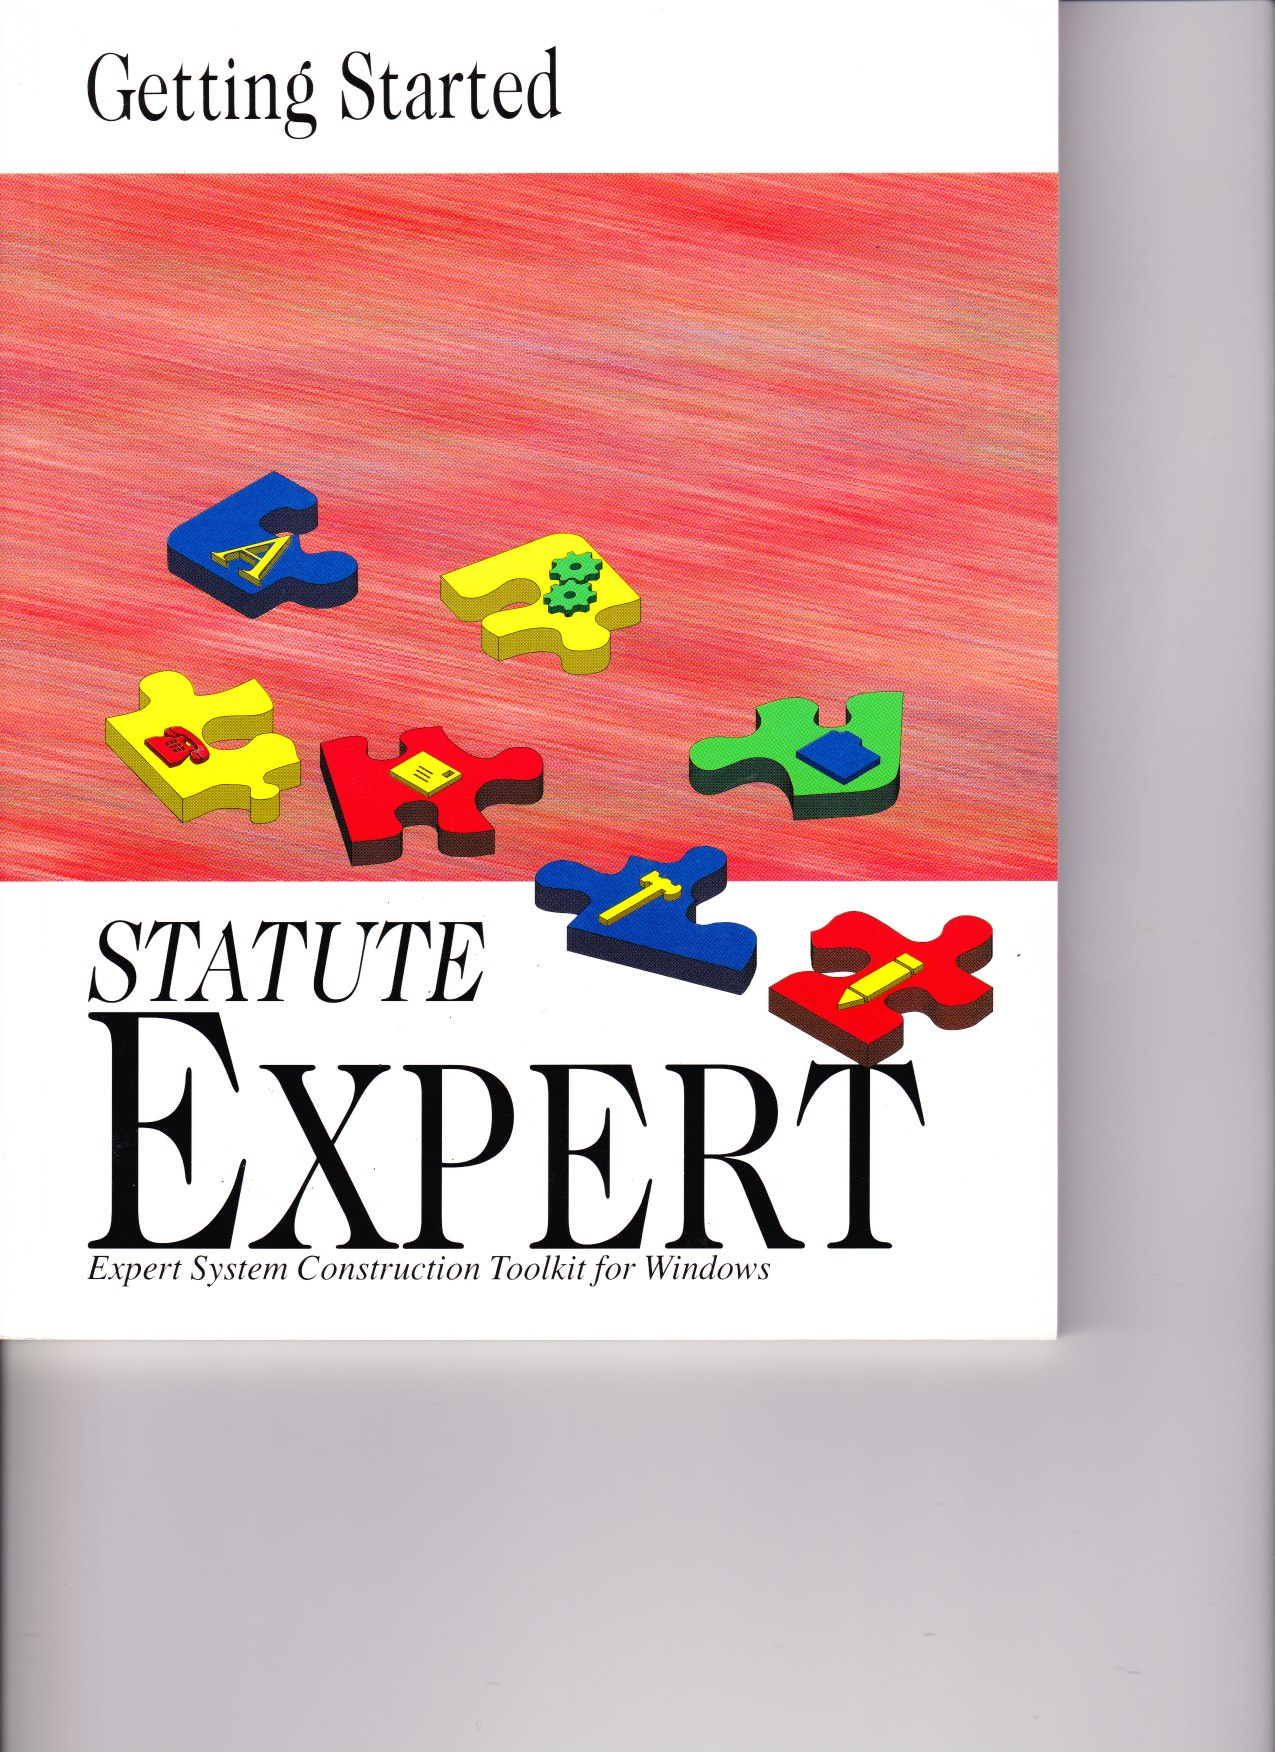 Getting Started
A
STATUTE
EXPERT
Expert System Construction Toolkit for Windows